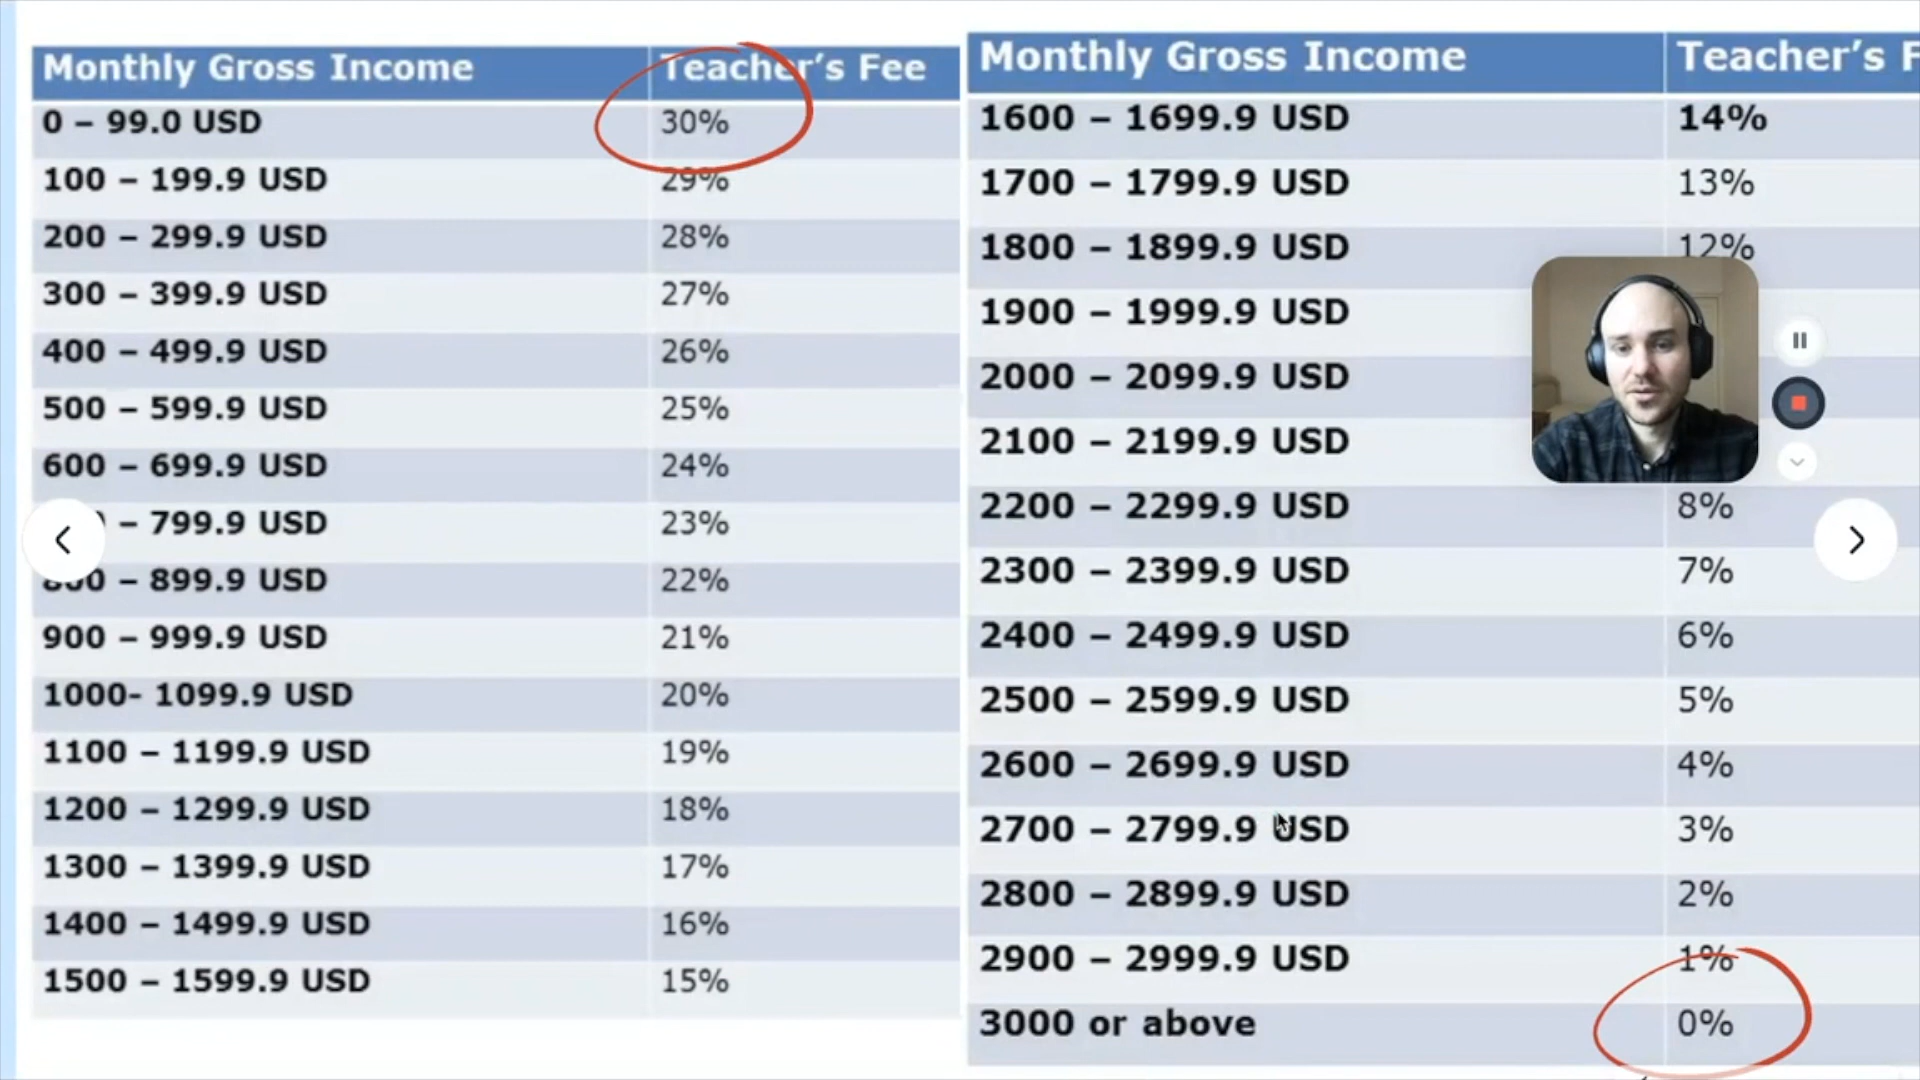 Monthly Gross Income Teacher's Fee
0 – 99.0 USD 30%
100 – 199.9 USD 29%
200 – 299.9 USD 28%
300 – 399.9 USD 27%
400 – 499.9 USD 26%
500 – 599.9 USD 25%
600 – 699.9 USD 24%
– 799.9 USD 23%
800 – 899.9 USD 22%
900 – 999.9 USD 21%
1000- 1099.9 USD 20%
1100 – 1199.9 USD 19%
1200 – 1299.9 USD 18%
1300 – 1399.9 USD 17%
1400 – 1499.9 USD 16%
1500 – 1599.9 USD 15%
Monthly Gross Income Teacher's F
1600 – 1699.9 USD 14%
1700 – 1799.9 USD 13%
1800 – 1899.9 USD 12%
1900 – 1999.9 USD
2000 – 2099.9 USD
2100 – 2199.9 USD
2200 – 2299.9 USD 8%
2300 – 2399.9 USD 7%
2400 – 2499.9 USD 6%
2500 – 2599.9 USD 5%
2600 – 2699.9 USD 4%
2700 – 2799.9 USD 3%
2800 – 2899.9 USD 2%
2900 – 2999.9 USD 1%
3000 or above 0%